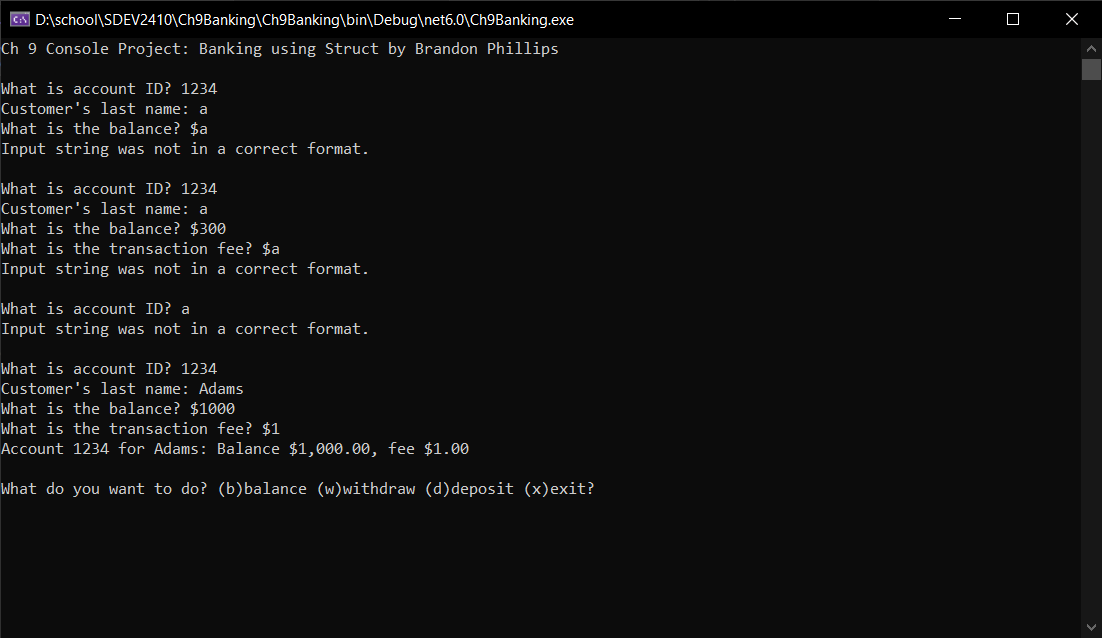 D:\school\SDEV2410\Ch9Banking\Ch9Banking\bin\Debug\net6.0\Ch9Banking.exe
Ch 9 Console Project: Banking using Struct by Brandon Phillips
What is account ID? 1234
Customer's last name: a
What is the balance? $a
Input string was not in a correct format.
What is account ID? 1234
Customer's last name: a
What is the balance? $300
What is the transaction fee? $a
Input string was not in a correct format.
What is account ID? a
Input string was not in a correct format.
What is account ID? 1234
Customer's last name: Adams
What is the balance? $1000
What is the transaction fee? $1
Account 1234 for Adams: Balance $1,000.00, fee $1.00
What do you want to do? (b)balance (w)withdraw (d)deposit (x)exit?